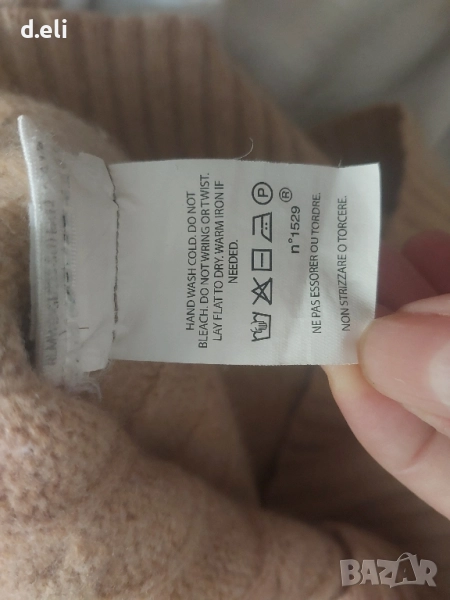 d.eli
HAND WASH COLD. DO NOT
BLEACH. DO NOT WRING OR TWIST.
LAY FLAT TO DRY. WARM IRON IF
NEEDED.
P
®
n°1529
NE PAS ESSORER OU TORDRE.
NON STRIZZARE O TORCERE.
BAZAR